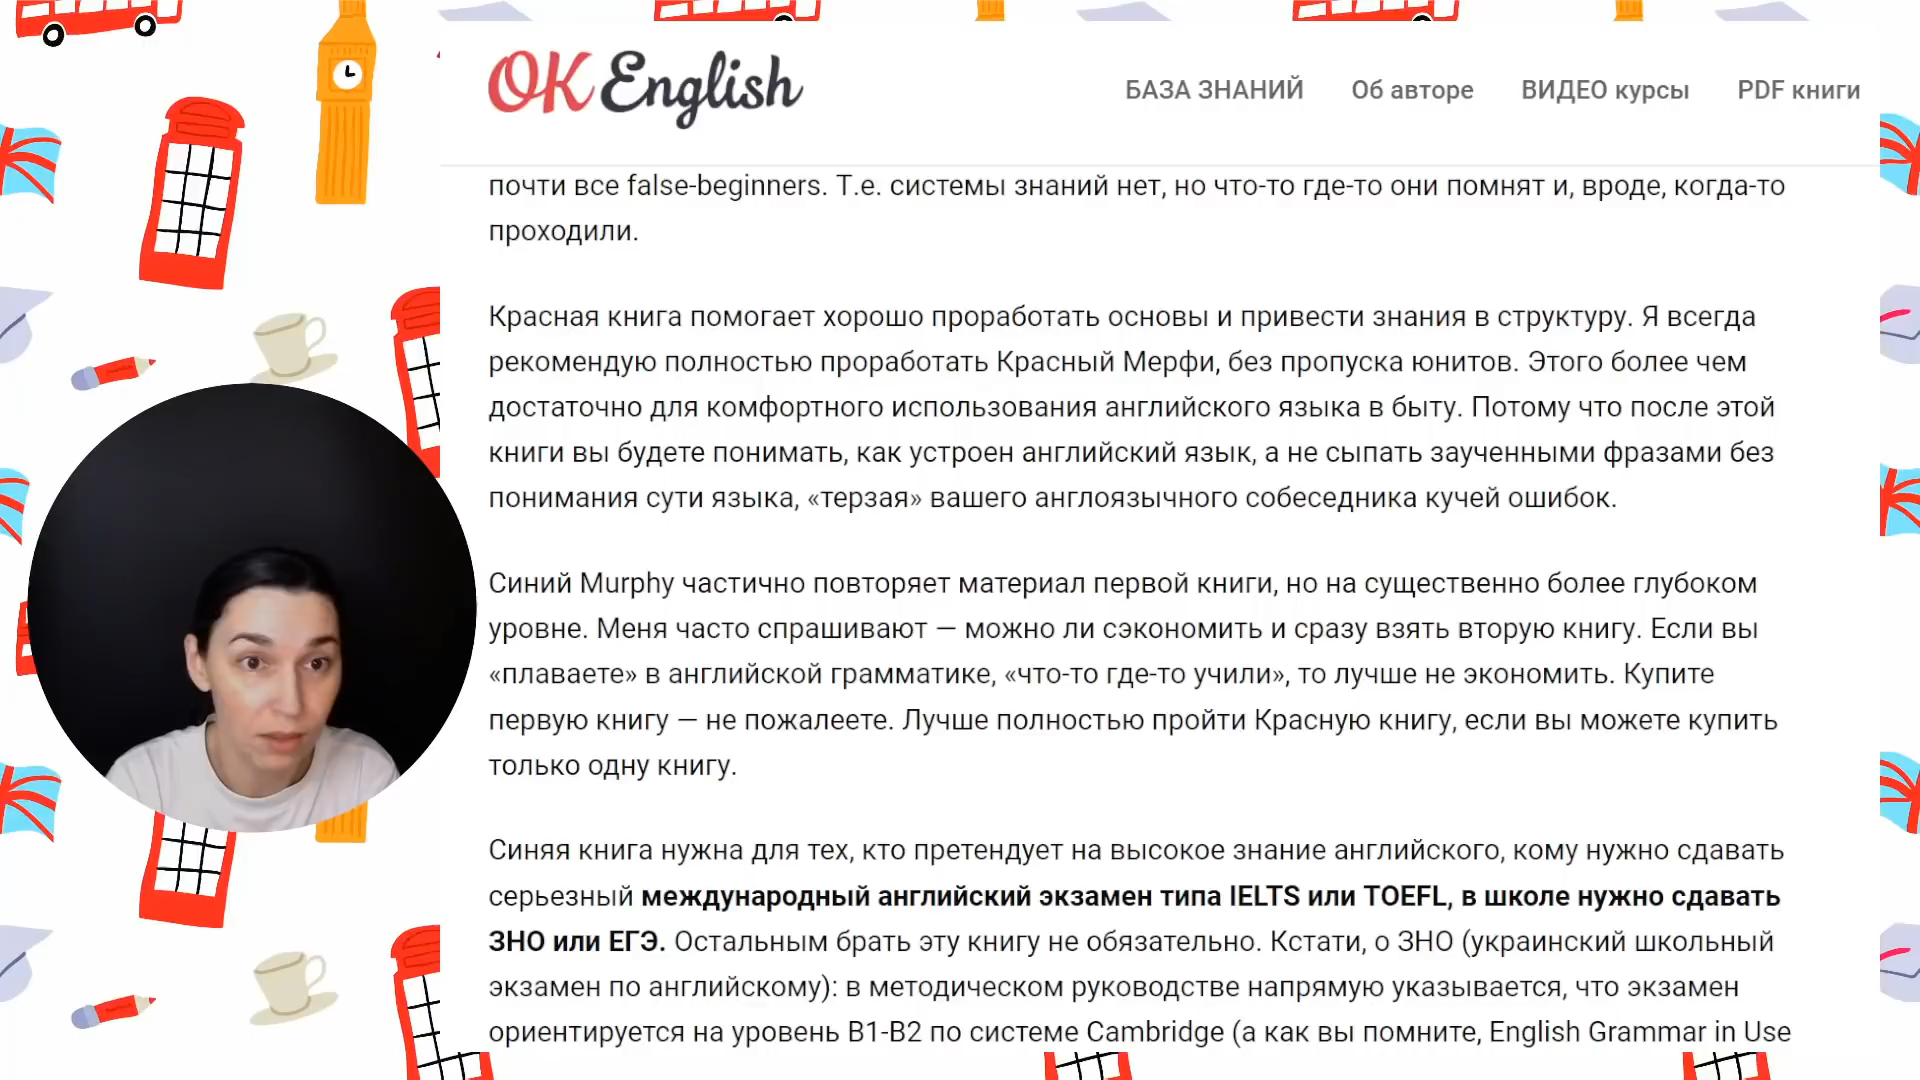 OK English
БАЗА ЗНАНИЙ Об авторе ВИДЕО курсы PDF книги
почти все false-beginners. Т.е. системы знаний нет, но что-то где-то они помнят и, вроде, когда-то
проходили.
Красная книга помогает хорошо проработать основы и привести знания в структуру. Я всегда
рекомендую полностью проработать Красный Мерфи, без пропуска юнитов. Этого более чем
достаточно для комфортного использования английского языка в быту. Потому что после этой
книги вы будете понимать, как устроен английский язык, а не сыпать заученными фразами без
понимания сути языка, «терзая» вашего англоязычного собеседника кучей ошибок.
Синий Murphy частично повторяет материал первой книги, но на существенно более глубоком
уровне. Меня часто спрашивают — можно ли сэкономить и сразу взять вторую книгу. Если вы
«плаваете» в английской грамматике, «что-то где-то учили», то лучше не экономить. Купите
первую книгу — не пожалеете. Лучше полностью пройти Красную книгу, если вы можете купить
только одну книгу.
Синяя книга нужна для тех, кто претендует на высокое знание английского, кому нужно сдавать
серьезный международный английский экзамен типа IELTS или TOEFL, в школе нужно сдавать
ЗНО или ЕГЭ. Остальным брать эту книгу не обязательно. Кстати, о ЗНО (украинский школьный
экзамен по английскому): в методическом руководстве напрямую указывается, что экзамен
ориентируется на уровень B1-B2 по системе Cambridge (а как вы помните, English Grammar in Use